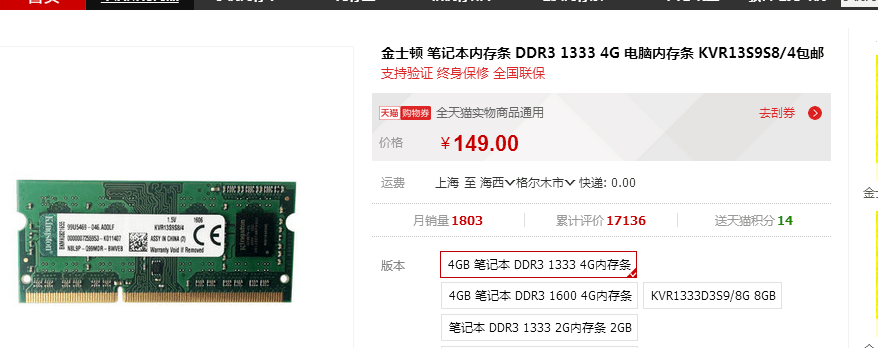 金士顿 笔记本内存条 DDR3 1333 4G 电脑内存条 KVR13S9S8/4包邮
支持验证 终身保修 全国联保
天猫 购物券 全天猫实物商品通用 去刮券
价格 ¥149.00
运费 上海 至 海西 格尔木市 快递: 0.00
月销量 1803 累计评价 17136 送天猫积分 14
版本 4GB 笔记本 DDR3 1333 4G内存条
4GB 笔记本 DDR3 1600 4G内存条 KVR1333D3S9/8G 8GB
笔记本 DDR3 1333 2G内存条 2GB
Kingston
1.5V 1606
99U5469-046.A00LF KVR13S9S8/4
ASSY IN CHINA (2)
Warranty Void If Removed
CE